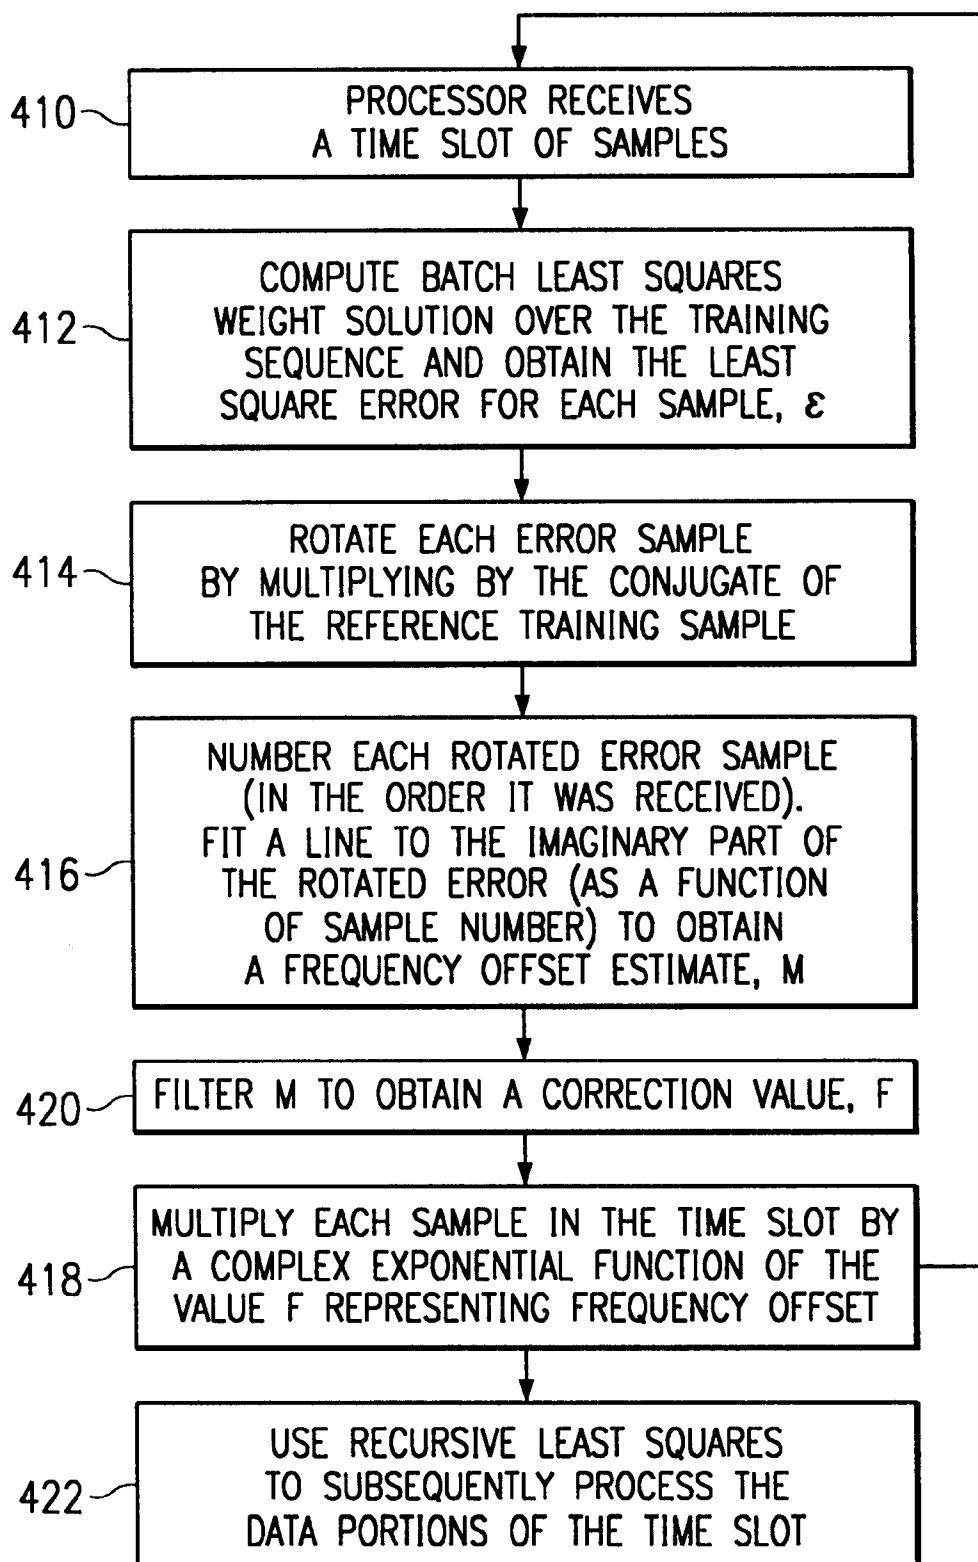 410
PROCESSOR RECEIVES
A TIME SLOT OF SAMPLES
412
COMPUTE BATCH LEAST SQUARES
WEIGHT SOLUTION OVER THE TRAINING
SEQUENCE AND OBTAIN THE LEAST
SQUARE ERROR FOR EACH SAMPLE, ε
414
ROTATE EACH ERROR SAMPLE
BY MULTIPLYING BY THE CONJUGATE OF
THE REFERENCE TRAINING SAMPLE
416
NUMBER EACH ROTATED ERROR SAMPLE
(IN THE ORDER IT WAS RECEIVED).
FIT A LINE TO THE IMAGINARY PART OF
THE ROTATED ERROR (AS A FUNCTION
OF SAMPLE NUMBER) TO OBTAIN
A FREQUENCY OFFSET ESTIMATE, M
420
FILTER M TO OBTAIN A CORRECTION VALUE, F
418
MULTIPLY EACH SAMPLE IN THE TIME SLOT BY
A COMPLEX EXPONENTIAL FUNCTION OF THE
VALUE F REPRESENTING FREQUENCY OFFSET
422
USE RECURSIVE LEAST SQUARES
TO SUBSEQUENTLY PROCESS THE
DATA PORTIONS OF THE TIME SLOT